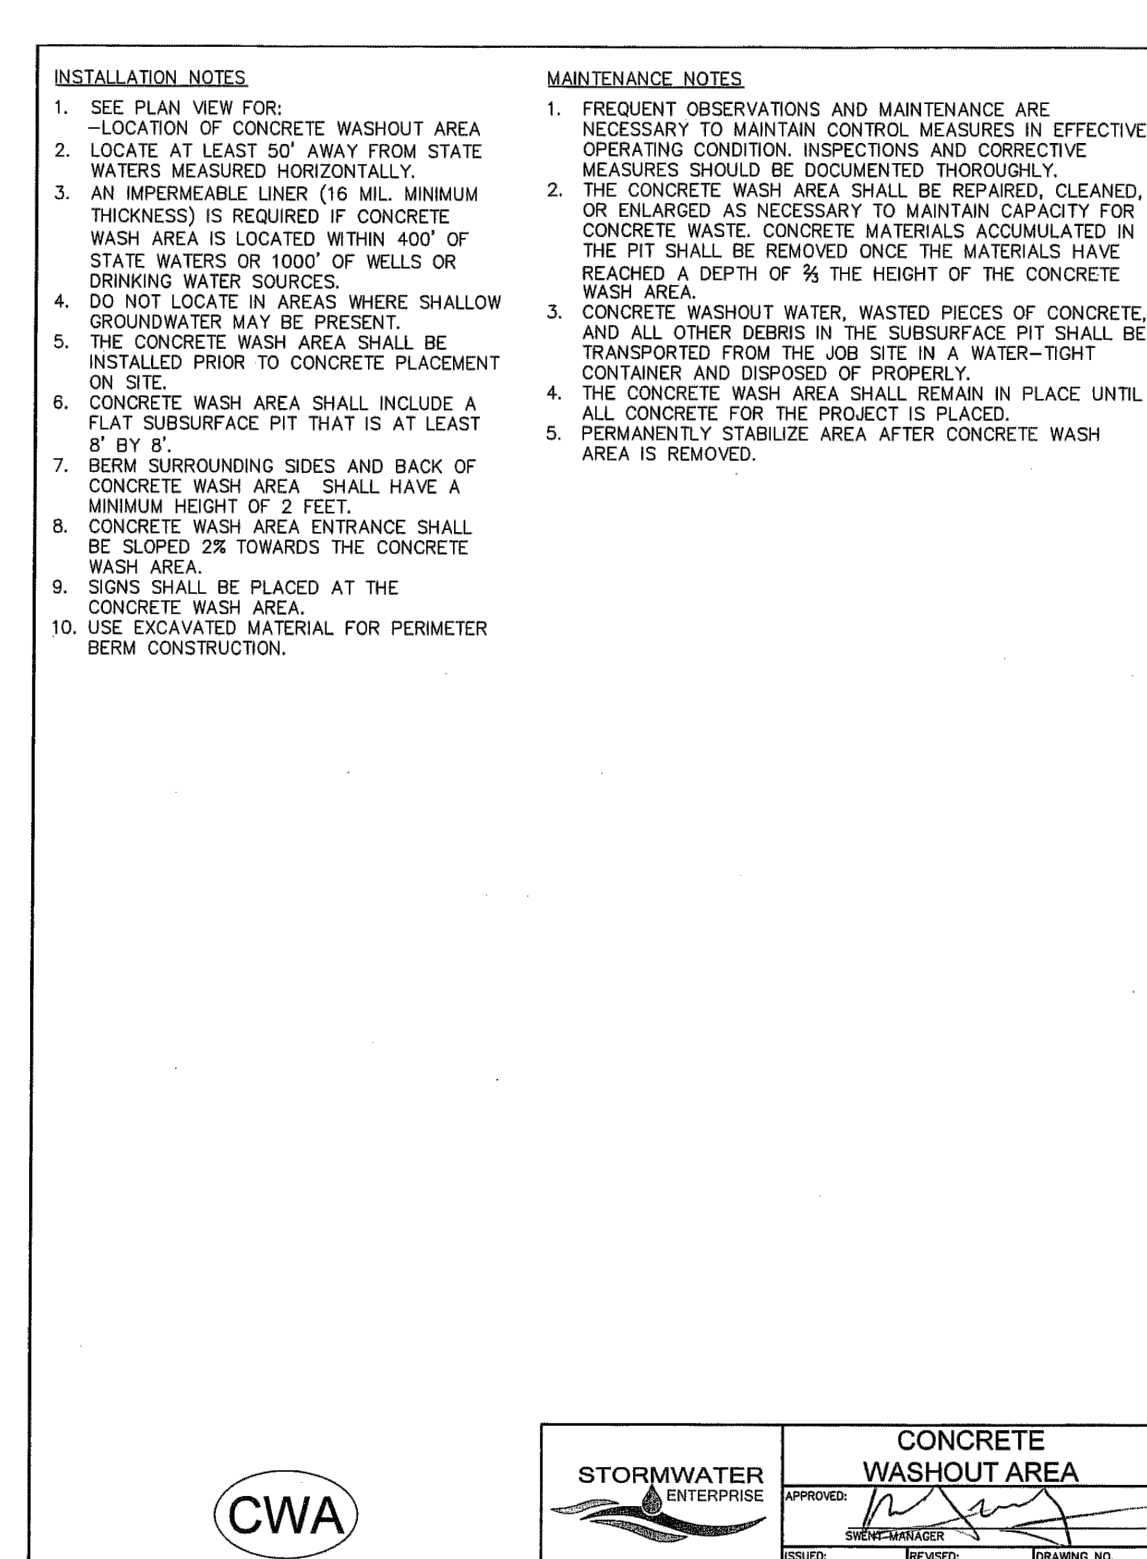 INSTALLATION NOTES
1. SEE PLAN VIEW FOR:
-LOCATION OF CONCRETE WASHOUT AREA
2. LOCATE AT LEAST 50' AWAY FROM STATE
WATERS MEASURED HORIZONTALLY.
3. AN IMPERMEABLE LINER (16 MIL. MINIMUM
THICKNESS) IS REQUIRED IF CONCRETE
WASH AREA IS LOCATED WITHIN 400' OF
STATE WATERS OR 1000' OF WELLS OR
DRINKING WATER SOURCES.
4. DO NOT LOCATE IN AREAS WHERE SHALLOW
GROUNDWATER MAY BE PRESENT.
5. THE CONCRETE WASH AREA SHALL BE
INSTALLED PRIOR TO CONCRETE PLACEMENT
ON SITE.
6. CONCRETE WASH AREA SHALL INCLUDE A
FLAT SUBSURFACE PIT THAT IS AT LEAST
8' BY 8'.
7. BERM SURROUNDING SIDES AND BACK OF
CONCRETE WASH AREA SHALL HAVE A
MINIMUM HEIGHT OF 2 FEET.
8. CONCRETE WASH AREA ENTRANCE SHALL
BE SLOPED 2% TOWARDS THE CONCRETE
WASH AREA.
9. SIGNS SHALL BE PLACED AT THE
CONCRETE WASH AREA.
10. USE EXCAVATED MATERIAL FOR PERIMETER
BERM CONSTRUCTION.
MAINTENANCE NOTES
1. FREQUENT OBSERVATIONS AND MAINTENANCE ARE
NECESSARY TO MAINTAIN CONTROL MEASURES IN EFFECTIVE
OPERATING CONDITION. INSPECTIONS AND CORRECTIVE
MEASURES SHOULD BE DOCUMENTED THOROUGHLY.
2. THE CONCRETE WASH AREA SHALL BE REPAIRED, CLEANED,
OR ENLARGED AS NECESSARY TO MAINTAIN CAPACITY FOR
CONCRETE WASTE. CONCRETE MATERIALS ACCUMULATED IN
THE PIT SHALL BE REMOVED ONCE THE MATERIALS HAVE
REACHED A DEPTH OF ⅔ THE HEIGHT OF THE CONCRETE
WASH AREA.
3. CONCRETE WASHOUT WATER, WASTED PIECES OF CONCRETE,
AND ALL OTHER DEBRIS IN THE SUBSURFACE PIT SHALL BE
TRANSPORTED FROM THE JOB SITE IN A WATER-TIGHT
CONTAINER AND DISPOSED OF PROPERLY.
4. THE CONCRETE WASH AREA SHALL REMAIN IN PLACE UNTIL
ALL CONCRETE FOR THE PROJECT IS PLACED.
5. PERMANENTLY STABILIZE AREA AFTER CONCRETE WASH
AREA IS REMOVED.
CWA
STORMWATER
ENTERPRISE
CONCRETE
WASHOUT AREA
APPROVED:
SWENT MANAGER
ISSUED: REVISED: DRAWING NO.